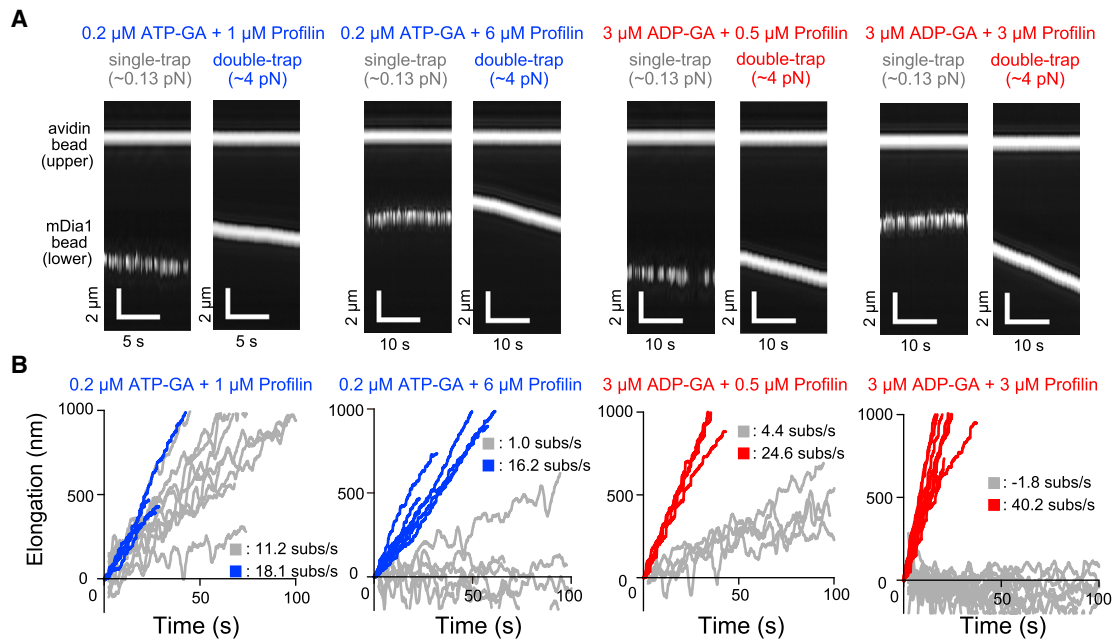 A
0.2 µM ATP-GA + 1 µM Profilin
0.2 µM ATP-GA + 6 µM Profilin
3 µM ADP-GA + 0.5 µM Profilin
3 µM ADP-GA + 3 µM Profilin
single-trap
(~0.13 pN)
double-trap
(~4 pN)
single-trap
(~0.13 pN)
double-trap
(~4 pN)
single-trap
(~0.13 pN)
double-trap
(~4 pN)
single-trap
(~0.13 pN)
double-trap
(~4 pN)
avidin
bead
(upper)
mDia1
bead
(lower)
2 µm
5 s
2 µm
5 s
2 µm
10 s
2 µm
10 s
2 µm
10 s
2 µm
10 s
2 µm
10 s
2 µm
10 s
B
0.2 µM ATP-GA + 1 µM Profilin
0.2 µM ATP-GA + 6 µM Profilin
3 µM ADP-GA + 0.5 µM Profilin
3 µM ADP-GA + 3 µM Profilin
Elongation (nm)
1000
500
0
: 11.2 subs/s
: 18.1 subs/s
0
50
100
Time (s)
1000
500
0
: 1.0 subs/s
: 16.2 subs/s
0
50
100
Time (s)
1000
500
0
: 4.4 subs/s
: 24.6 subs/s
0
50
100
Time (s)
1000
500
0
: -1.8 subs/s
: 40.2 subs/s
0
50
100
Time (s)